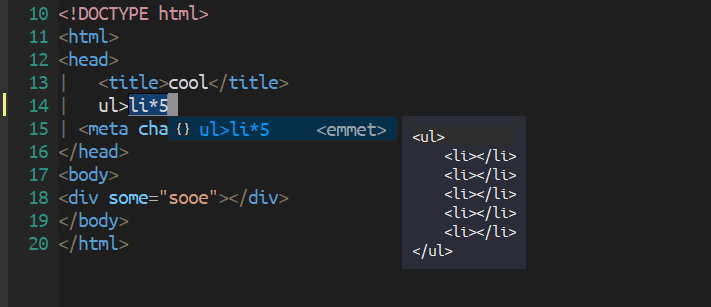 10 <!DOCTYPE html>
11 <html>
12 <head>
13 <title>cool</title>
14 ul>li*5
15 <meta cha {} ul>li*5 <emmet>
16 </head>
17 <body>
18 <div some="sooe"></div>
19 </body>
20 </html>
<ul>
<li></li>
<li></li>
<li></li>
<li></li>
<li></li>
</ul>